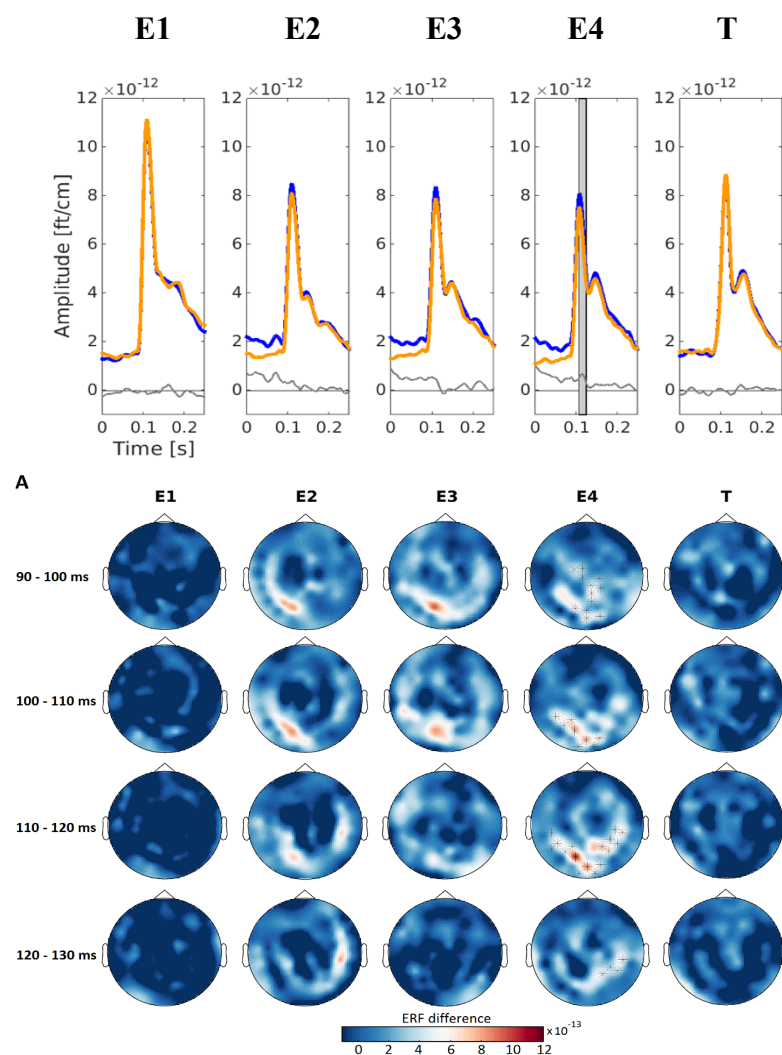 E1 E2 E3 E4 T
×10⁻¹² ×10⁻¹² ×10⁻¹² ×10⁻¹² ×10⁻¹²
12 12 12 12 12
10 10 10 10 10
8 8 8 8 8
6 6 6 6 6
4 4 4 4 4
2 2 2 2 2
0 0 0 0 0
Amplitude [ft/cm]
0 0.1 0.2 0 0.1 0.2 0 0.1 0.2 0 0.1 0.2 0 0.1 0.2
Time [s]
A
E1 E2 E3 E4 T
90 - 100 ms
100 - 110 ms
110 - 120 ms
120 - 130 ms
ERF difference
x 10⁻¹³
0 2 4 6 8 10 12